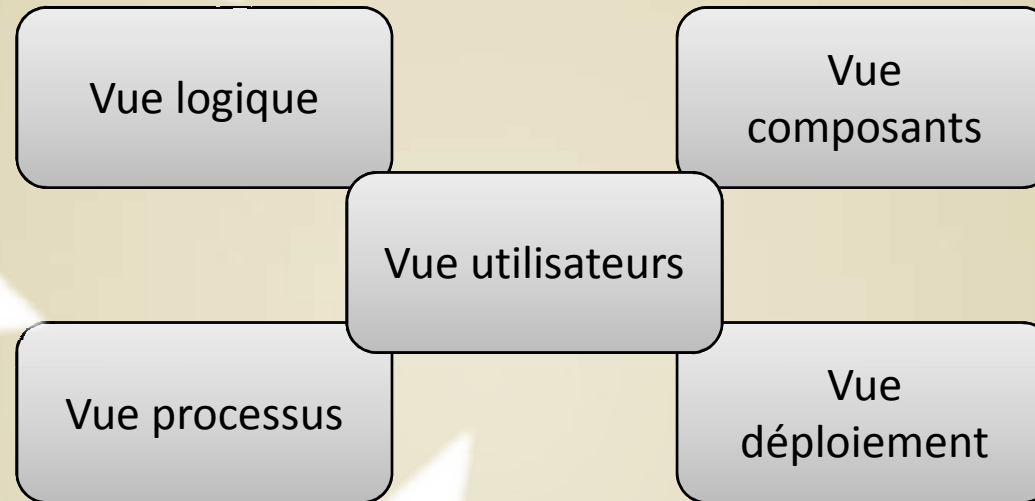 Vue logique
Vue
composants
Vue utilisateurs
Vue processus
Vue
déploiement